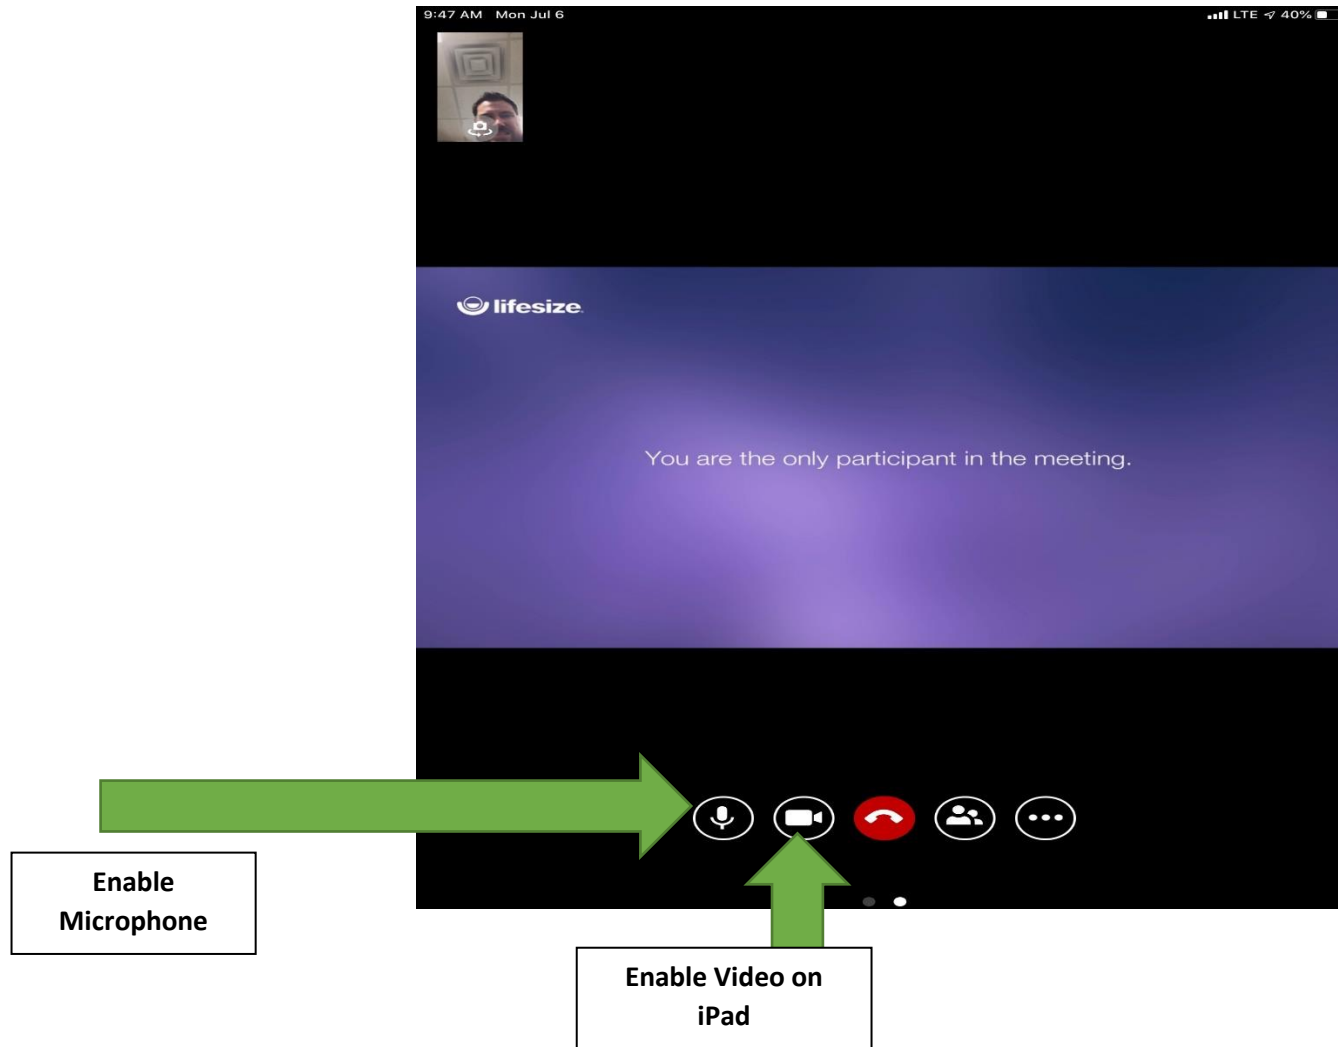 9:47 AM Mon Jul 6
LTE 40%
lifesize
You are the only participant in the meeting.
Enable
Microphone
Enable Video on
iPad